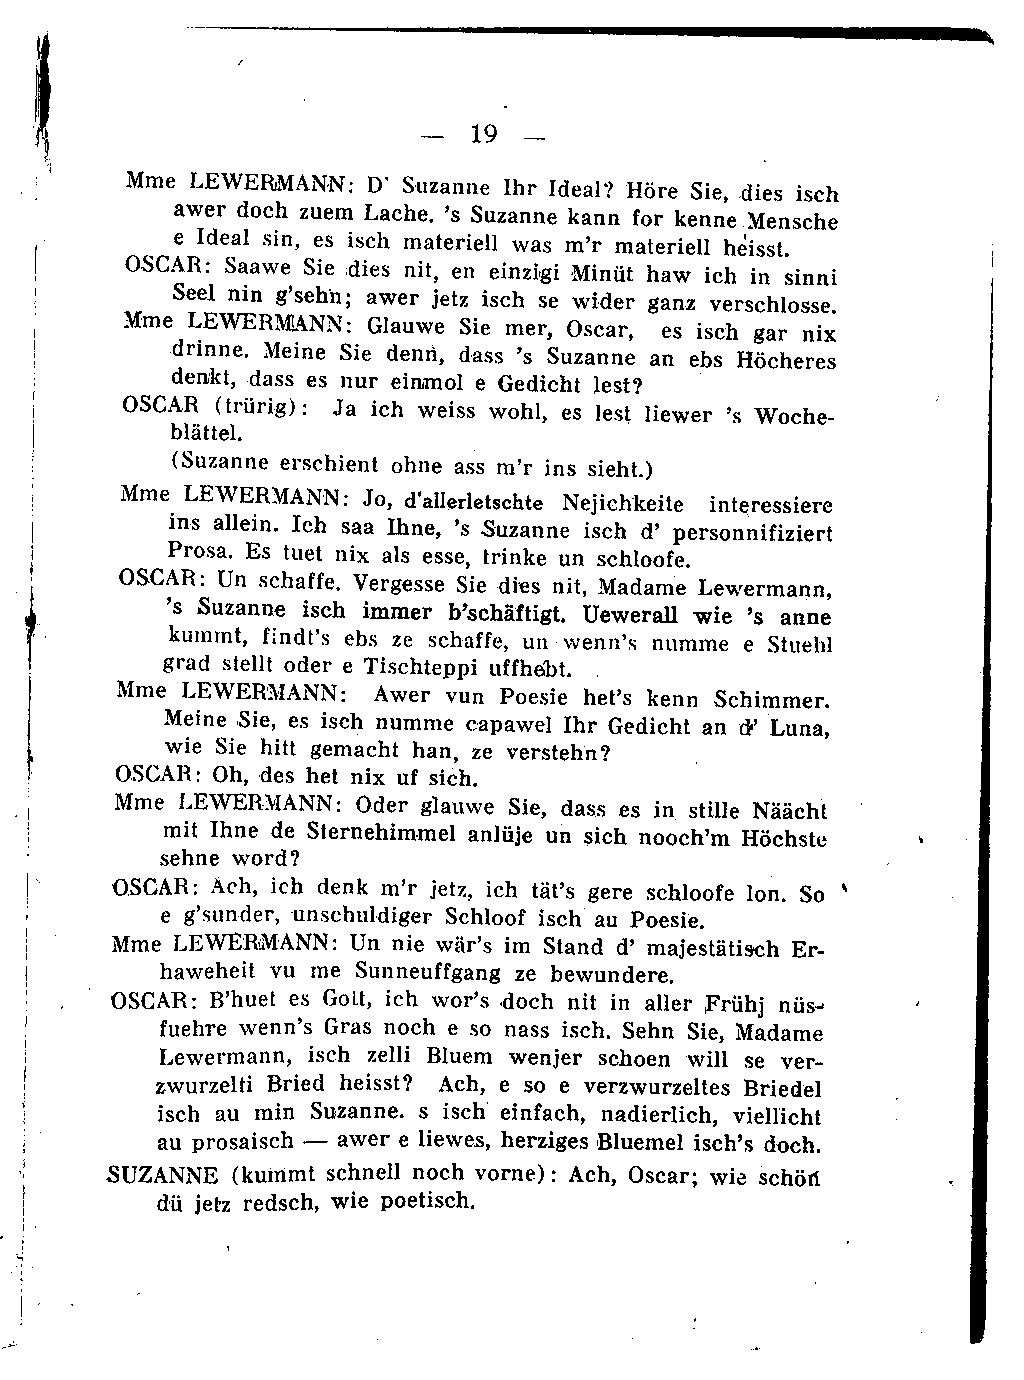 — 19 —
Mme LEWERMANN: D' Suzanne Ihr Ideal? Höre Sie, dies isch
awer doch zuem Lache. 's Suzanne kann for kenne Mensche
e Ideal sin, es isch materiell was m'r materiell heisst.
OSCAR: Saawe Sie dies nit, en einzigi Minüt haw ich in sinni
Seel nin g'sehn; awer jetz isch se wider ganz verschlosse.
Mme LEWERMANN: Glauwe Sie mer, Oscar, es isch gar nix
drinne. Meine Sie denn, dass 's Suzanne an ebs Höcheres
denkt, dass es nur einmol e Gedicht lest?
OSCAR (trürig): Ja ich weiss wohl, es lest liewer 's Woche-
blättel.
(Suzanne erschient ohne ass m'r ins sieht.)
Mme LEWERMANN: Jo, d'allerletschte Nejichkeite interessiere
ins allein. Ich saa Ihne, 's Suzanne isch d' personnifiziert
Prosa. Es tuet nix als esse, trinke un schloofe.
OSCAR: Un schaffe. Vergesse Sie dies nit, Madame Lewermann,
's Suzanne isch immer b'schäftigt. Uewerall wie 's anne
kummt, findt's ebs ze schaffe, un wenn's numme e Stuehl
grad stellt oder e Tischteppi uffhebt.
Mme LEWERMANN: Awer vun Poesie het's kenn Schimmer.
Meine Sie, es isch numme capawel Ihr Gedicht an d' Luna,
wie Sie hitt gemacht han, ze verstehn?
OSCAR: Oh, des het nix uf sich.
Mme LEWERMANN: Oder glauwe Sie, dass es in stille Näächt
mit Ihne de Sternehimmel anlüje un sich nooch'm Höchste
sehne word?
OSCAR: Ach, ich denk m'r jetz, ich tät's gere schloofe lon. So
e g'sunder, unschuldiger Schloof isch au Poesie.
Mme LEWERMANN: Un nie wär's im Stand d' majestätisch Er-
haweheit vu me Sunneuffgang ze bewundere.
OSCAR: B'huet es Gott, ich wor's doch nit in aller Frühj nüs-
fuehre wenn's Gras noch e so nass isch. Sehn Sie, Madame
Lewermann, isch zelli Bluem wenjer schoen will se ver-
zwurzelti Bried heisst? Ach, e so e verzwurzeltes Briedel
isch au min Suzanne. s isch einfach, nadierlich, viellicht
au prosaisch — awer e liewes, herziges Bluemel isch's doch.
SUZANNE (kummt schnell noch vorne): Ach, Oscar; wie schön
dü jetz redsch, wie poetisch.